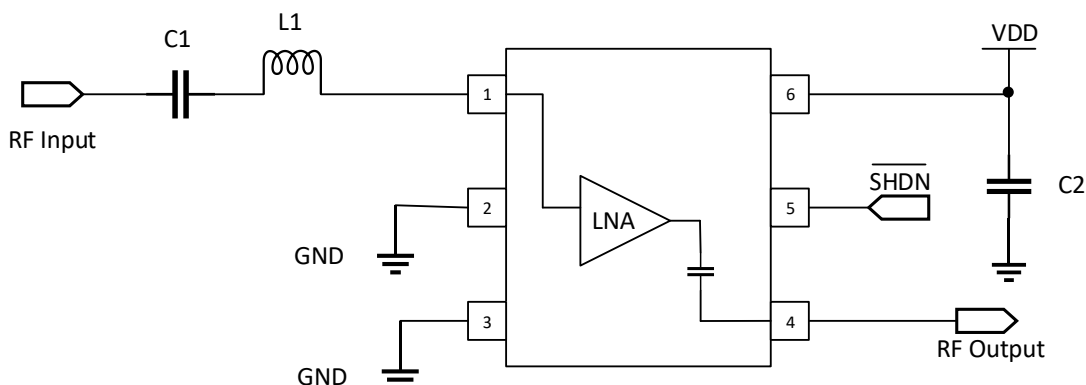 C1
L1
VDD
1
6
RF Input
SHDN
C2
2
LNA
5
GND
3
4
RF Output
GND